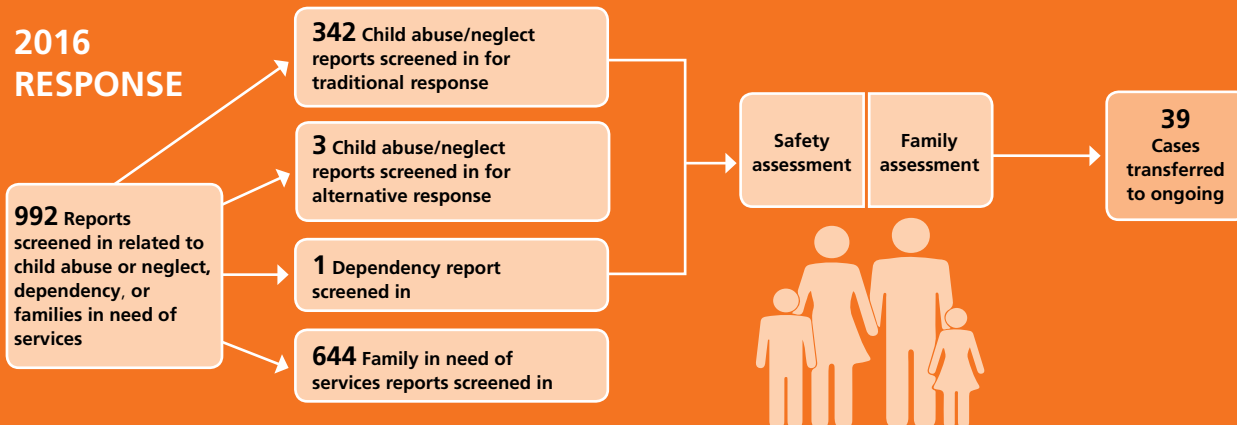 2016
RESPONSE
992 Reports
screened in related to
child abuse or neglect,
dependency, or
families in need of
services
342 Child abuse/neglect
reports screened in for
traditional response
3 Child abuse/neglect
reports screened in for
alternative response
1 Dependency report
screened in
644 Family in need of
services reports screened in
Safety
assessment
Family
assessment
39
Cases
transferred
to ongoing